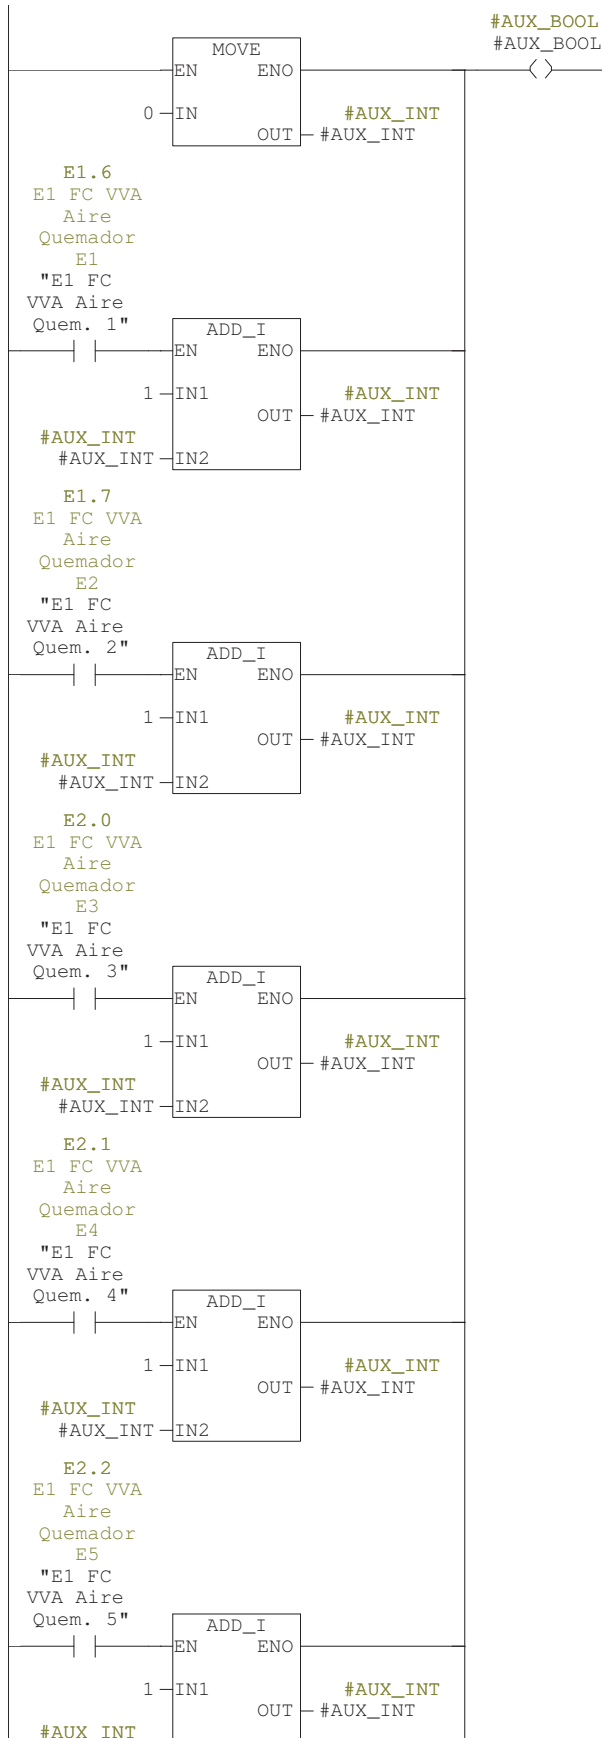 #AUX_BOOL
#AUX_BOOL
MOVE
EN ENO
0 IN
#AUX_INT
OUT #AUX_INT
E1.6
E1 FC VVA
Aire
Quemador
E1
"E1 FC
VVA Aire
Quem. 1"
ADD_I
EN ENO
1 IN1
#AUX_INT
OUT #AUX_INT
#AUX_INT
#AUX_INT IN2
E1.7
E1 FC VVA
Aire
Quemador
E2
"E1 FC
VVA Aire
Quem. 2"
ADD_I
EN ENO
1 IN1
#AUX_INT
OUT #AUX_INT
#AUX_INT
#AUX_INT IN2
E2.0
E1 FC VVA
Aire
Quemador
E3
"E1 FC
VVA Aire
Quem. 3"
ADD_I
EN ENO
1 IN1
#AUX_INT
OUT #AUX_INT
#AUX_INT
#AUX_INT IN2
E2.1
E1 FC VVA
Aire
Quemador
E4
"E1 FC
VVA Aire
Quem. 4"
ADD_I
EN ENO
1 IN1
#AUX_INT
OUT #AUX_INT
#AUX_INT
#AUX_INT IN2
E2.2
E1 FC VVA
Aire
Quemador
E5
"E1 FC
VVA Aire
Quem. 5"
ADD_I
EN ENO
1 IN1
#AUX_INT
OUT #AUX_INT
#AUX INT